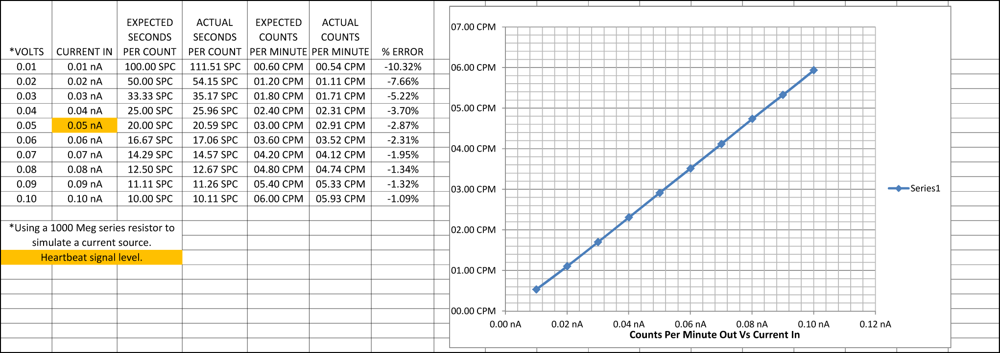 *VOLTS CURRENT IN EXPECTED SECONDS PER COUNT ACTUAL SECONDS PER COUNT EXPECTED COUNTS PER MINUTE ACTUAL COUNTS PER MINUTE % ERROR
0.01 0.01 nA 100.00 SPC 111.51 SPC 00.60 CPM 00.54 CPM -10.32%
0.02 0.02 nA 50.00 SPC 54.15 SPC 01.20 CPM 01.11 CPM -7.66%
0.03 0.03 nA 33.33 SPC 35.17 SPC 01.80 CPM 01.71 CPM -5.22%
0.04 0.04 nA 25.00 SPC 25.96 SPC 02.40 CPM 02.31 CPM -3.70%
0.05 0.05 nA 20.00 SPC 20.59 SPC 03.00 CPM 02.91 CPM -2.87%
0.06 0.06 nA 16.67 SPC 17.06 SPC 03.60 CPM 03.52 CPM -2.31%
0.07 0.07 nA 14.29 SPC 14.57 SPC 04.20 CPM 04.12 CPM -1.95%
0.08 0.08 nA 12.50 SPC 12.67 SPC 04.80 CPM 04.74 CPM -1.34%
0.09 0.09 nA 11.11 SPC 11.26 SPC 05.40 CPM 05.33 CPM -1.32%
0.10 0.10 nA 10.00 SPC 10.11 SPC 06.00 CPM 05.93 CPM -1.09%
*Using a 1000 Meg series resistor to
simulate a current source.
Heartbeat signal level.
07.00 CPM
06.00 CPM
05.00 CPM
04.00 CPM
03.00 CPM
02.00 CPM
01.00 CPM
00.00 CPM
0.00 nA 0.02 nA 0.04 nA 0.06 nA 0.08 nA 0.10 nA 0.12 nA
Counts Per Minute Out Vs Current In
Series1